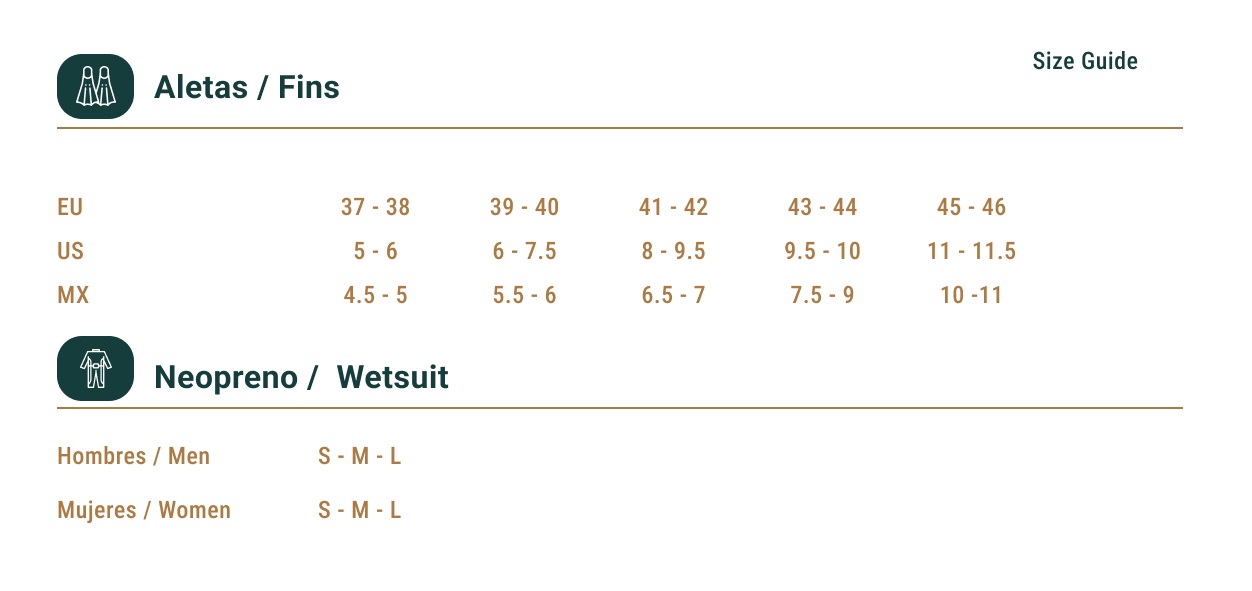 Size Guide
Aletas / Fins
EU 37 - 38 39 - 40 41 - 42 43 - 44 45 - 46
US 5 - 6 6 - 7.5 8 - 9.5 9.5 - 10 11 - 11.5
MX 4.5 - 5 5.5 - 6 6.5 - 7 7.5 - 9 10 -11
Neopreno /  Wetsuit
Hombres / Men S - M - L
Mujeres / Women S - M - L